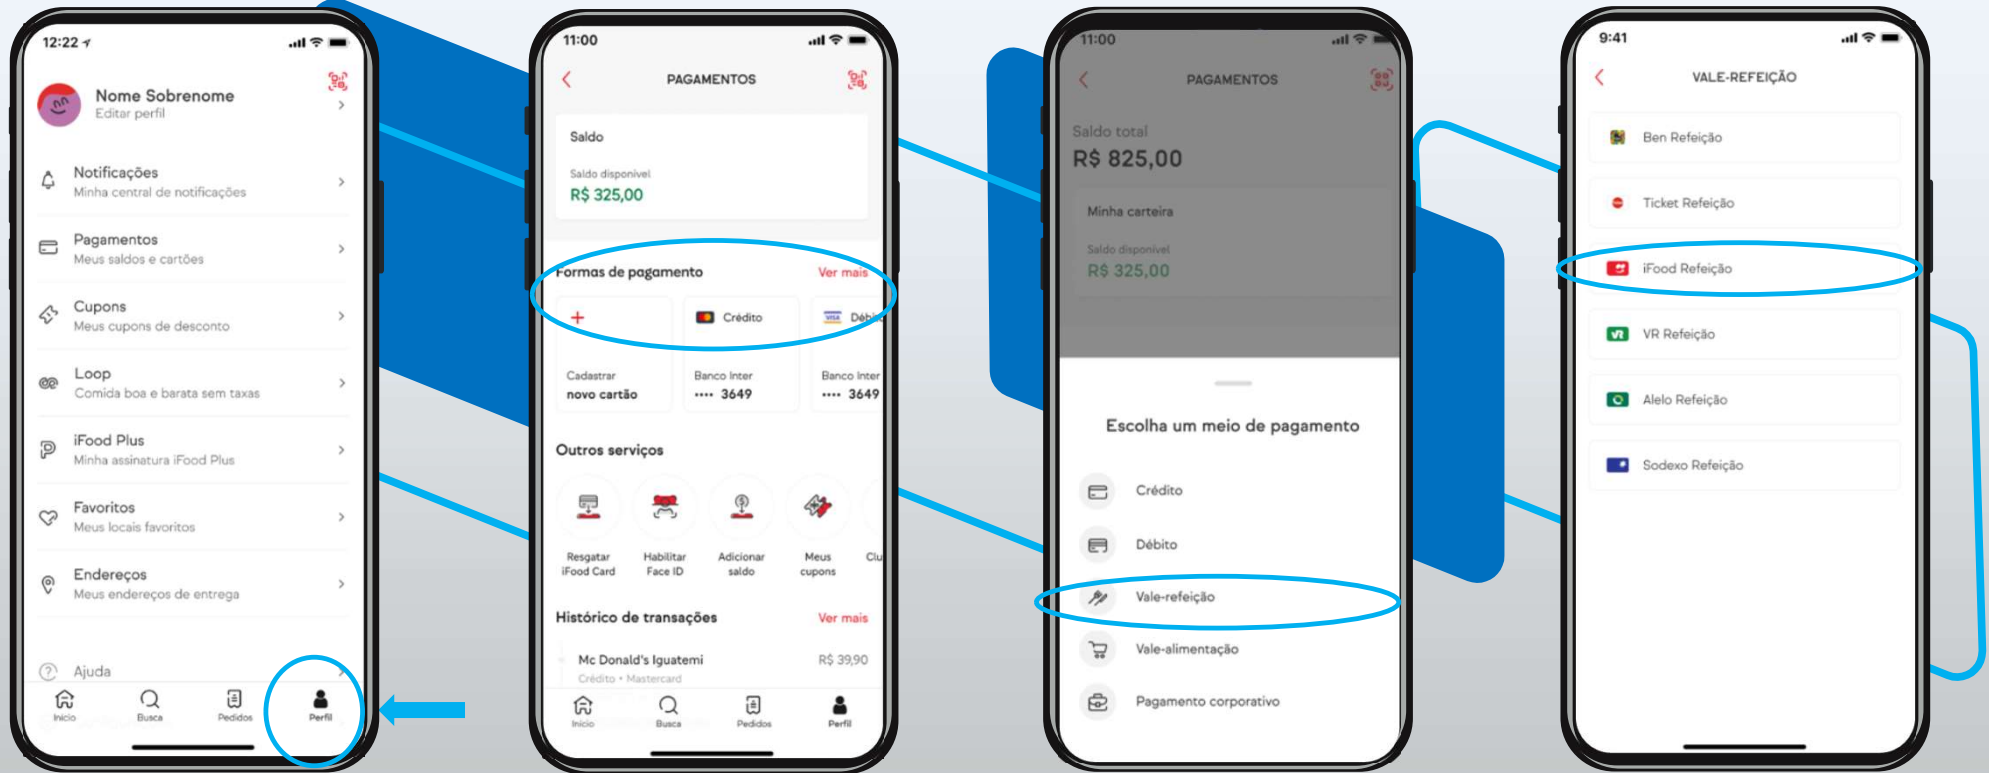 12:22
Nome Sobrenome
Editar perfil
Notificações
Minha central de notificações
Pagamentos
Meus saldos e cartões
Cupons
Meus cupons de desconto
Loop
Comida boa e barata sem taxas
iFood Plus
Minha assinatura iFood Plus
Favoritos
Meus locais favoritos
Endereços
Meus endereços de entrega
Ajuda
Início
Busca
Pedidos
Perfil
11:00
PAGAMENTOS
Saldo
Saldo disponível
R$ 325,00
Formas de pagamento
Ver mais
Crédito
VISA
Débito
Cadastrar
novo cartão
Banco Inter
•••• 3649
Banco Inter
•••• 3649
Outros serviços
Resgatar
iFood Card
Habilitar
Face ID
Adicionar
saldo
Meus
cupons
Clu
Histórico de transações
Ver mais
Mc Donald's Iguatemi
R$ 39,90
Crédito • Mastercard
Início
Busca
Pedidos
Perfil
11:00
PAGAMENTOS
Saldo total
R$ 825,00
Minha carteira
Saldo disponível
R$ 325,00
Escolha um meio de pagamento
Crédito
Débito
Vale-refeição
Vale-alimentação
Pagamento corporativo
9:41
VALE-REFEIÇÃO
Ben Refeição
Ticket Refeição
iFood Refeição
VR Refeição
Alelo Refeição
Sodexo Refeição